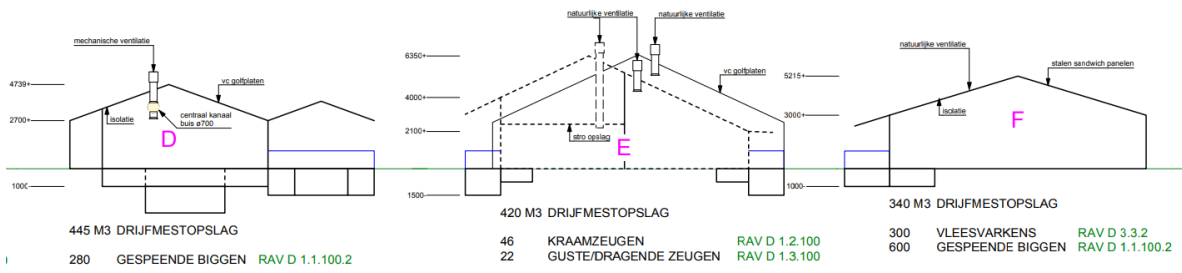 mechanische ventilatie
4739+
vc golfplaten
2700+
isolatie
centraal kanaal
buis ø700
D
1000-
445 M3 DRIJFMESTOPSLAG
280 GESPEENDE BIGGEN RAV D 1.1.100.2
natuurlijke ventilatie
natuurlijke ventilatie
6350+
vc golfplaten
4000+
2100+
stro opslag
E
1500-
420 M3 DRIJFMESTOPSLAG
46 KRAAMZEUGEN RAV D 1.2.100
22 GUSTE/DRAGENDE ZEUGEN RAV D 1.3.100
natuurlijke ventilatie
5215+
stalen sandwich panelen
3000+
isolatie
F
1000-
340 M3 DRIJFMESTOPSLAG
300 VLEESVARKENS RAV D 3.3.2
600 GESPEENDE BIGGEN RAV D 1.1.100.2